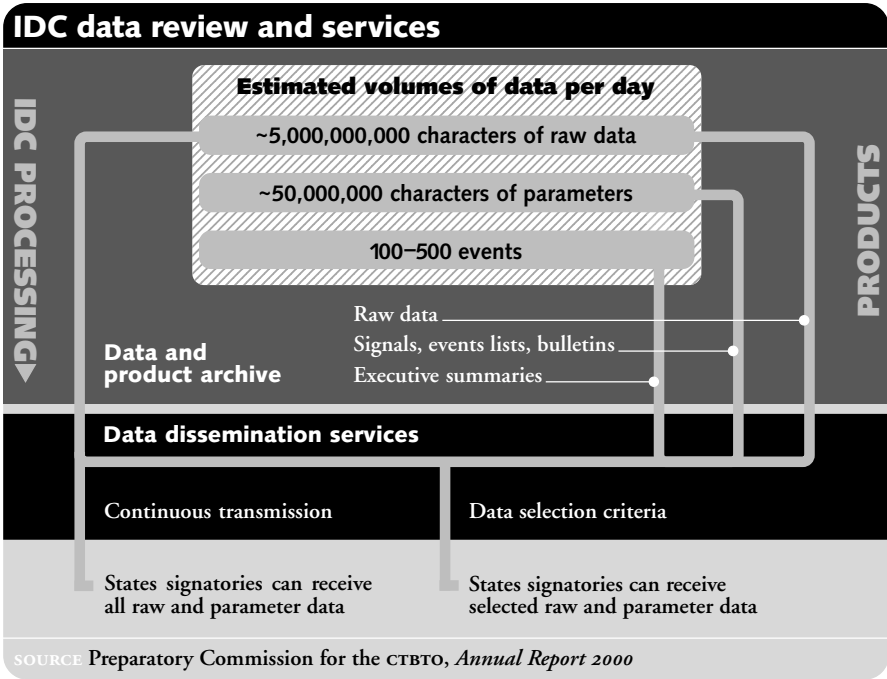 IDC data review and services
IDC PROCESSING
Estimated volumes of data per day
~5,000,000,000 characters of raw data
~50,000,000 characters of parameters
100–500 events
PRODUCTS
Raw data
Signals, events lists, bulletins
Executive summaries
Data and
product archive
Data dissemination services
Continuous transmission
Data selection criteria
States signatories can receive
all raw and parameter data
States signatories can receive
selected raw and parameter data
SOURCE Preparatory Commission for the CTBTO, Annual Report 2000